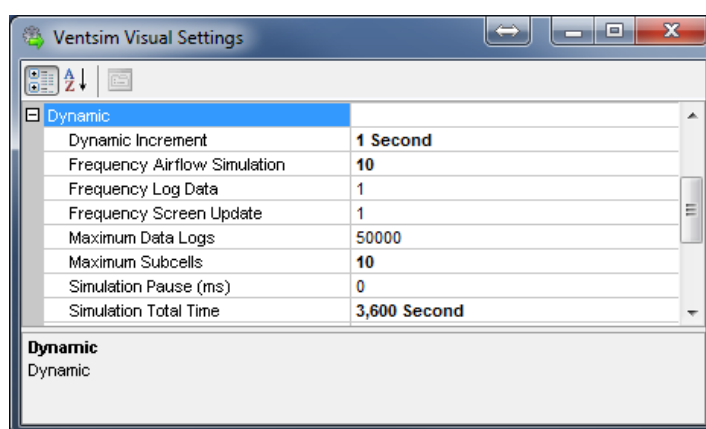 Ventsim Visual Settings
Dynamic
Dynamic Increment 1 Second
Frequency Airflow Simulation 10
Frequency Log Data 1
Frequency Screen Update 1
Maximum Data Logs 50000
Maximum Subcells 10
Simulation Pause (ms) 0
Simulation Total Time 3,600 Second
Dynamic
Dynamic